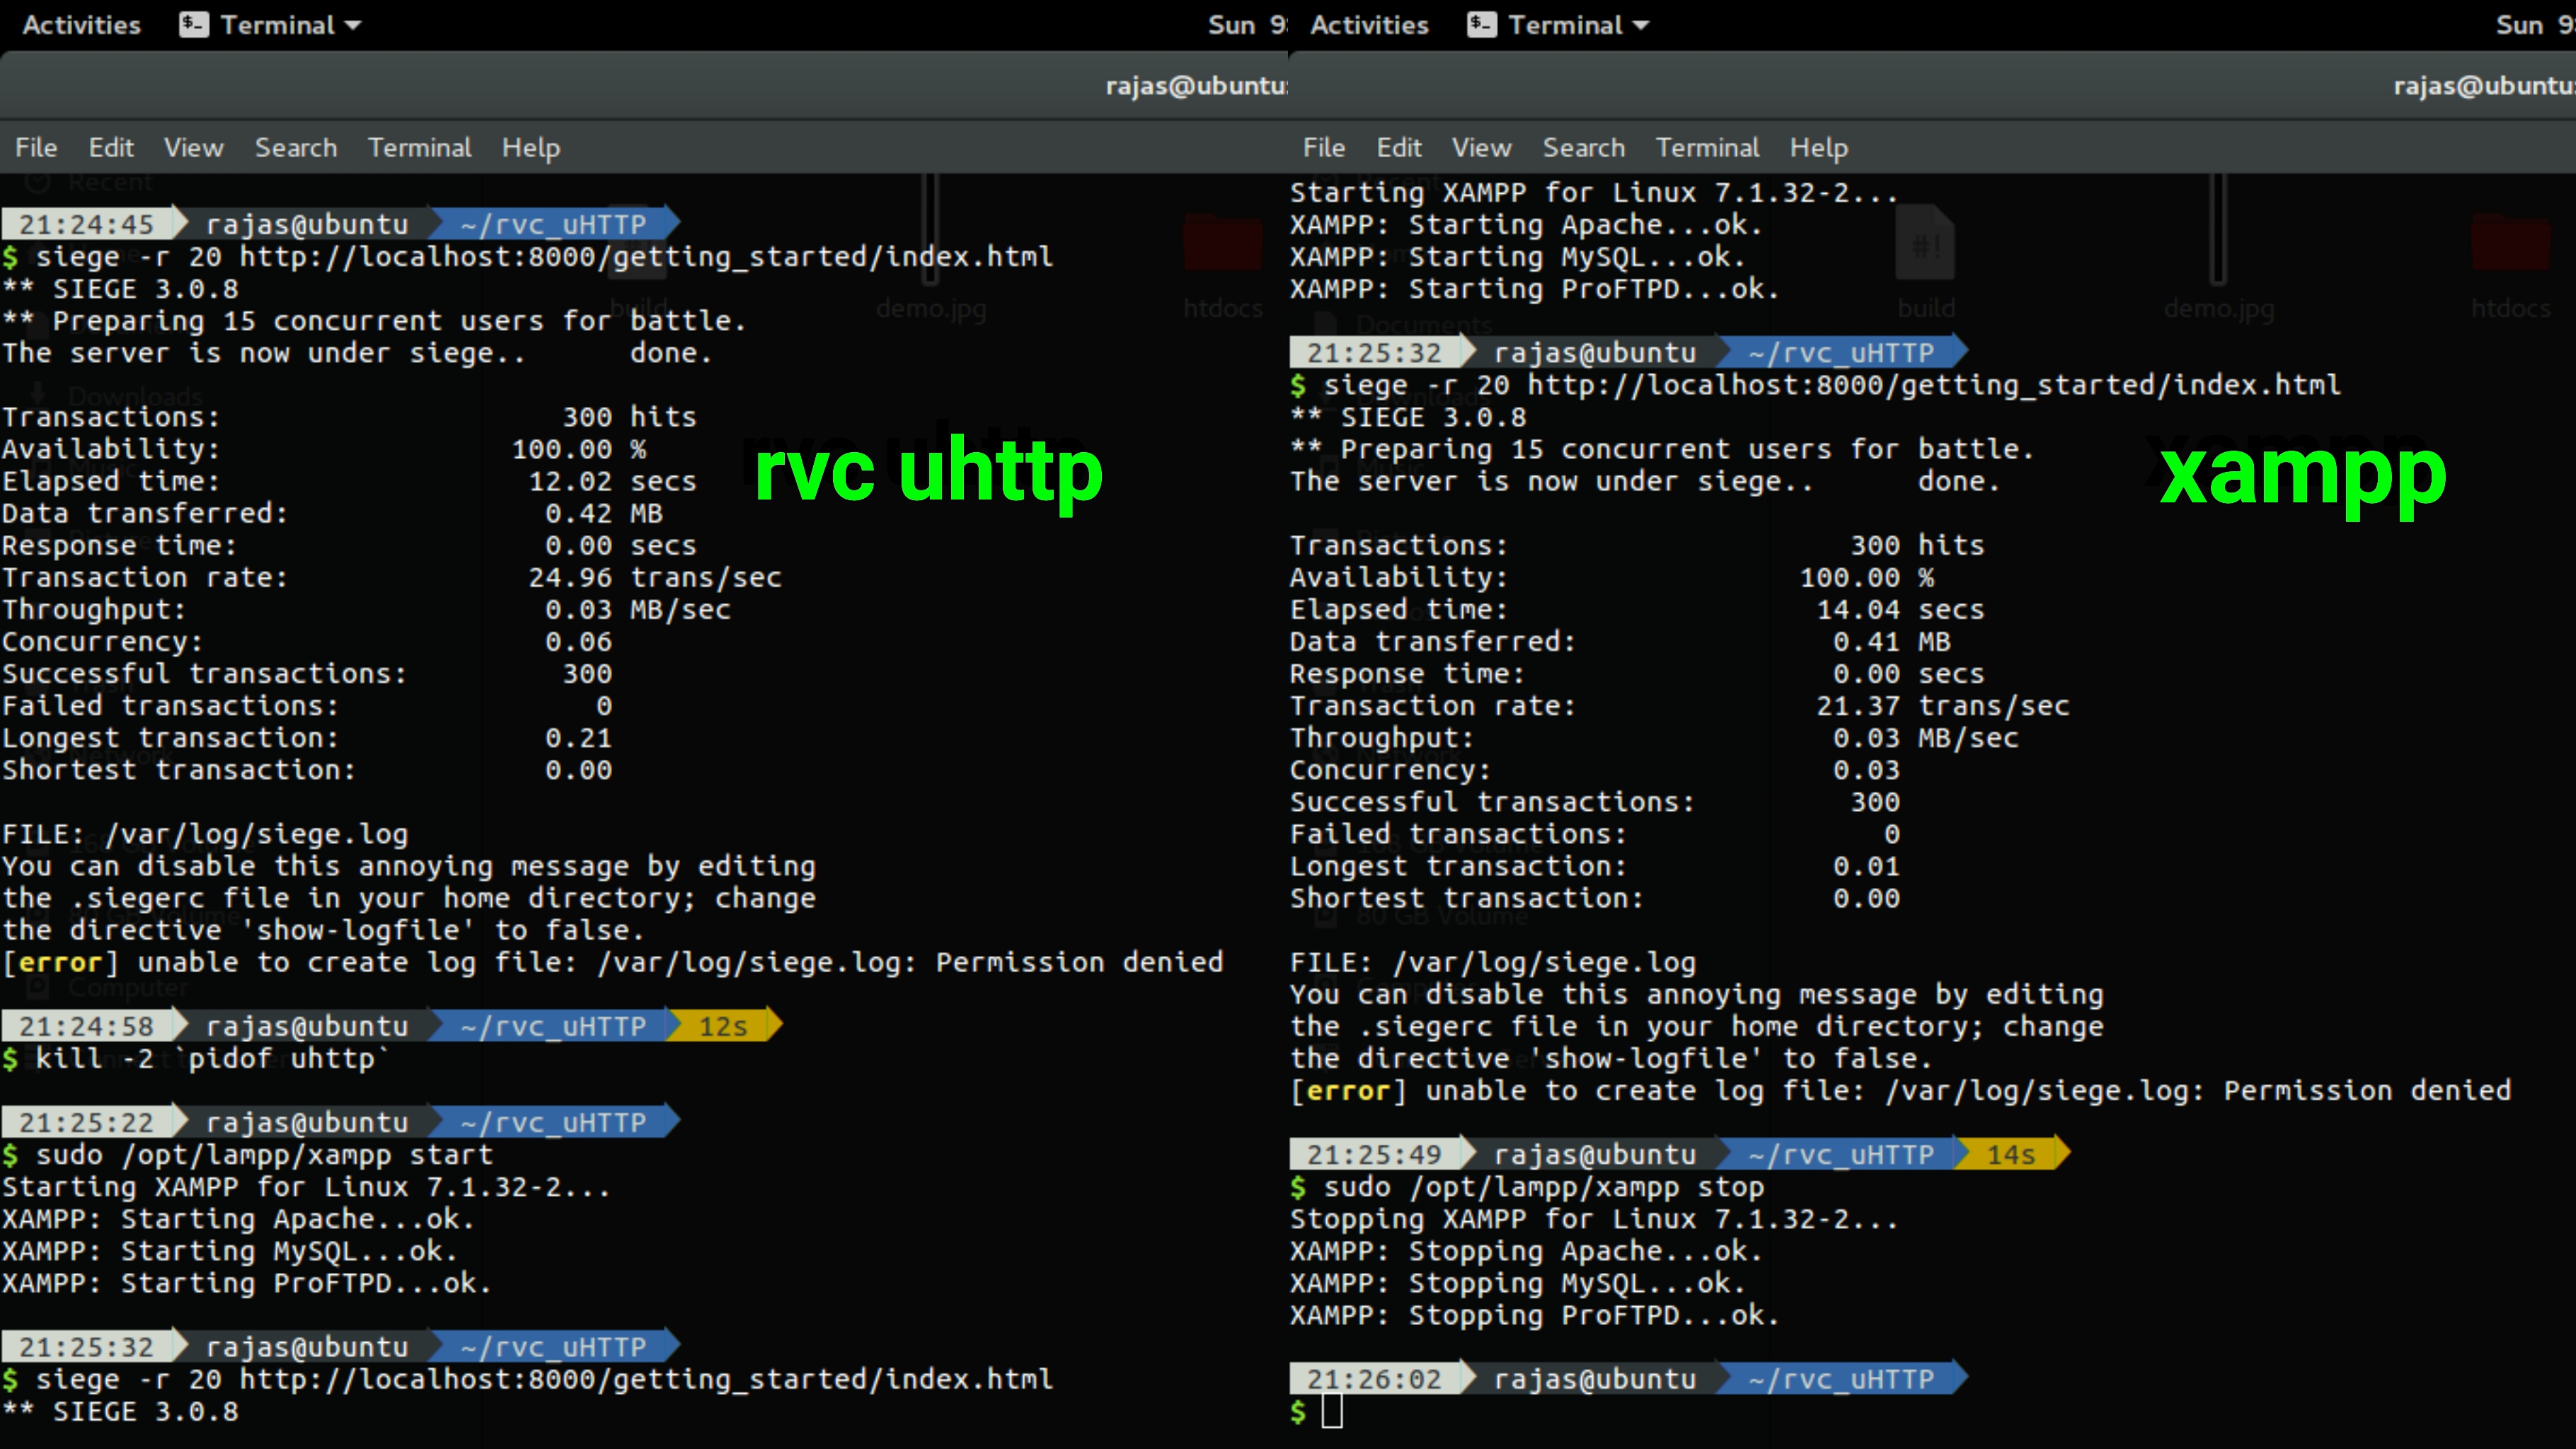 Activities Terminal Sun 9
rajas@ubuntu:
File Edit View Search Terminal Help
Recent
21:24:45 rajas@ubuntu ~/rvc_uHTTP
$ siege -r 20 http://localhost:8000/getting_started/index.html
** SIEGE 3.0.8
build demo.jpg htdocs
** Preparing 15 concurrent users for battle.
The server is now under siege.. done.
Downloads
Transactions: 300 hits
Availability: 100.00 %
rvc uhttp
Elapsed time: 12.02 secs
Data transferred: 0.42 MB
Response time: 0.00 secs
Transaction rate: 24.96 trans/sec
Throughput: 0.03 MB/sec
Concurrency: 0.06
Successful transactions: 300
Failed transactions: 0
Longest transaction: 0.21
Shortest transaction: 0.00
FILE: /var/log/siege.log
You can disable this annoying message by editing
the .siegerc file in your home directory; change
80 GB Volume
the directive 'show-logfile' to false.
[error] unable to create log file: /var/log/siege.log: Permission denied
Computer
21:24:58 rajas@ubuntu ~/rvc_uHTTP 12s
$ kill -2 `pidof uhttp`
21:25:22 rajas@ubuntu ~/rvc_uHTTP
$ sudo /opt/lampp/xampp start
Starting XAMPP for Linux 7.1.32-2...
XAMPP: Starting Apache...ok.
XAMPP: Starting MySQL...ok.
XAMPP: Starting ProFTPD...ok.
21:25:32 rajas@ubuntu ~/rvc_uHTTP
$ siege -r 20 http://localhost:8000/getting_started/index.html
** SIEGE 3.0.8
Activities Terminal Sun 9
rajas@ubuntu:
File Edit View Search Terminal Help
Starting XAMPP for Linux 7.1.32-2...
XAMPP: Starting Apache...ok.
XAMPP: Starting MySQL...ok.
XAMPP: Starting ProFTPD...ok.
build demo.jpg htdocs
Documents
21:25:32 rajas@ubuntu ~/rvc_uHTTP
$ siege -r 20 http://localhost:8000/getting_started/index.html
** SIEGE 3.0.8
** Preparing 15 concurrent users for battle.
xampp
The server is now under siege.. done.
Transactions: 300 hits
Availability: 100.00 %
Elapsed time: 14.04 secs
Data transferred: 0.41 MB
Response time: 0.00 secs
Transaction rate: 21.37 trans/sec
Throughput: 0.03 MB/sec
Concurrency: 0.03
Successful transactions: 300
Failed transactions: 0
Longest transaction: 0.01
Shortest transaction: 0.00
80 GB Volume
FILE: /var/log/siege.log
You can disable this annoying message by editing
the .siegerc file in your home directory; change
the directive 'show-logfile' to false.
[error] unable to create log file: /var/log/siege.log: Permission denied
21:25:49 rajas@ubuntu ~/rvc_uHTTP 14s
$ sudo /opt/lampp/xampp stop
Stopping XAMPP for Linux 7.1.32-2...
XAMPP: Stopping Apache...ok.
XAMPP: Stopping MySQL...ok.
XAMPP: Stopping ProFTPD...ok.
21:26:02 rajas@ubuntu ~/rvc_uHTTP
$